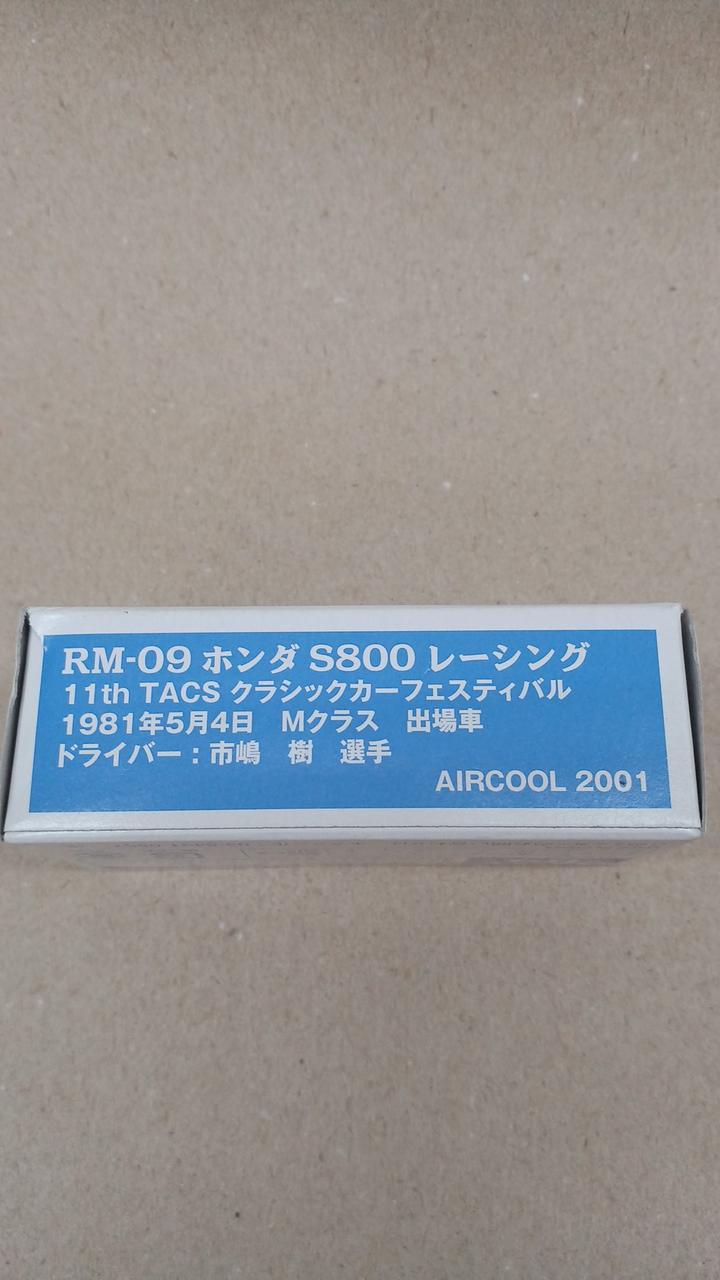 RM-09 ホンダ S800 レーシング
11th TACS クラシックカーフェスティバル
1981年5月4日　Mクラス　出場車
ドライバー：市嶋　樹　選手
AIRCOOL 2001